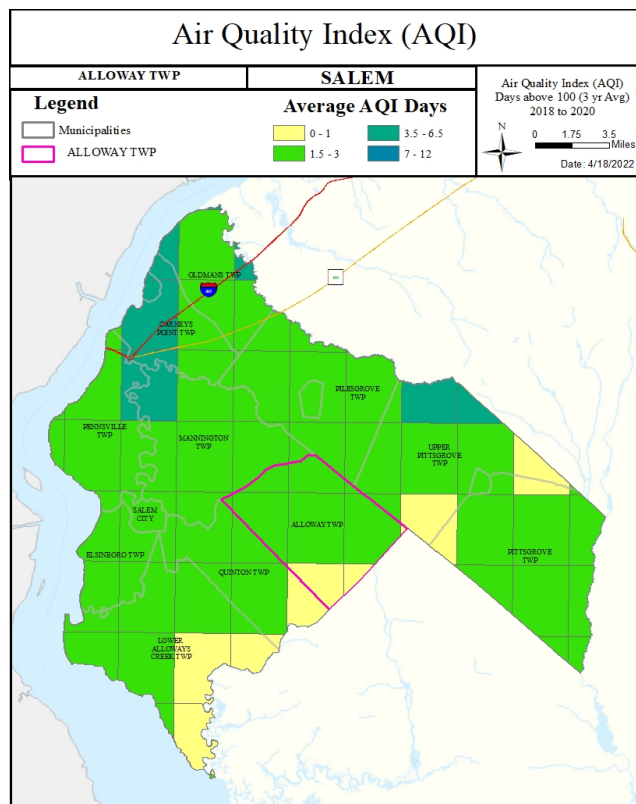 Air Quality Index (AQI)
ALLOWAY TWP
SALEM
Legend
Municipalities
ALLOWAY TWP
Average AQI Days
0 - 1
3.5 - 6.5
1.5 - 3
7 - 12
Air Quality Index (AQI)
Days above 100 (3 yr Avg)
2018 to 2020
N
0 1.75 3.5
Miles
Date: 4/18/2022
OLDMANS TWP
CARNEYS
POINT TWP
PILESGROVE
TWP
PENNSVILLE
TWP
MANNINGTON
TWP
UPPER
PITTSGROVE
TWP
SALEM
CITY
ALLOWAY TWP
ELSINBORO TWP
PITTSGROVE
TWP
QUINTON TWP
LOWER
ALLOWAYS
CREEK TWP